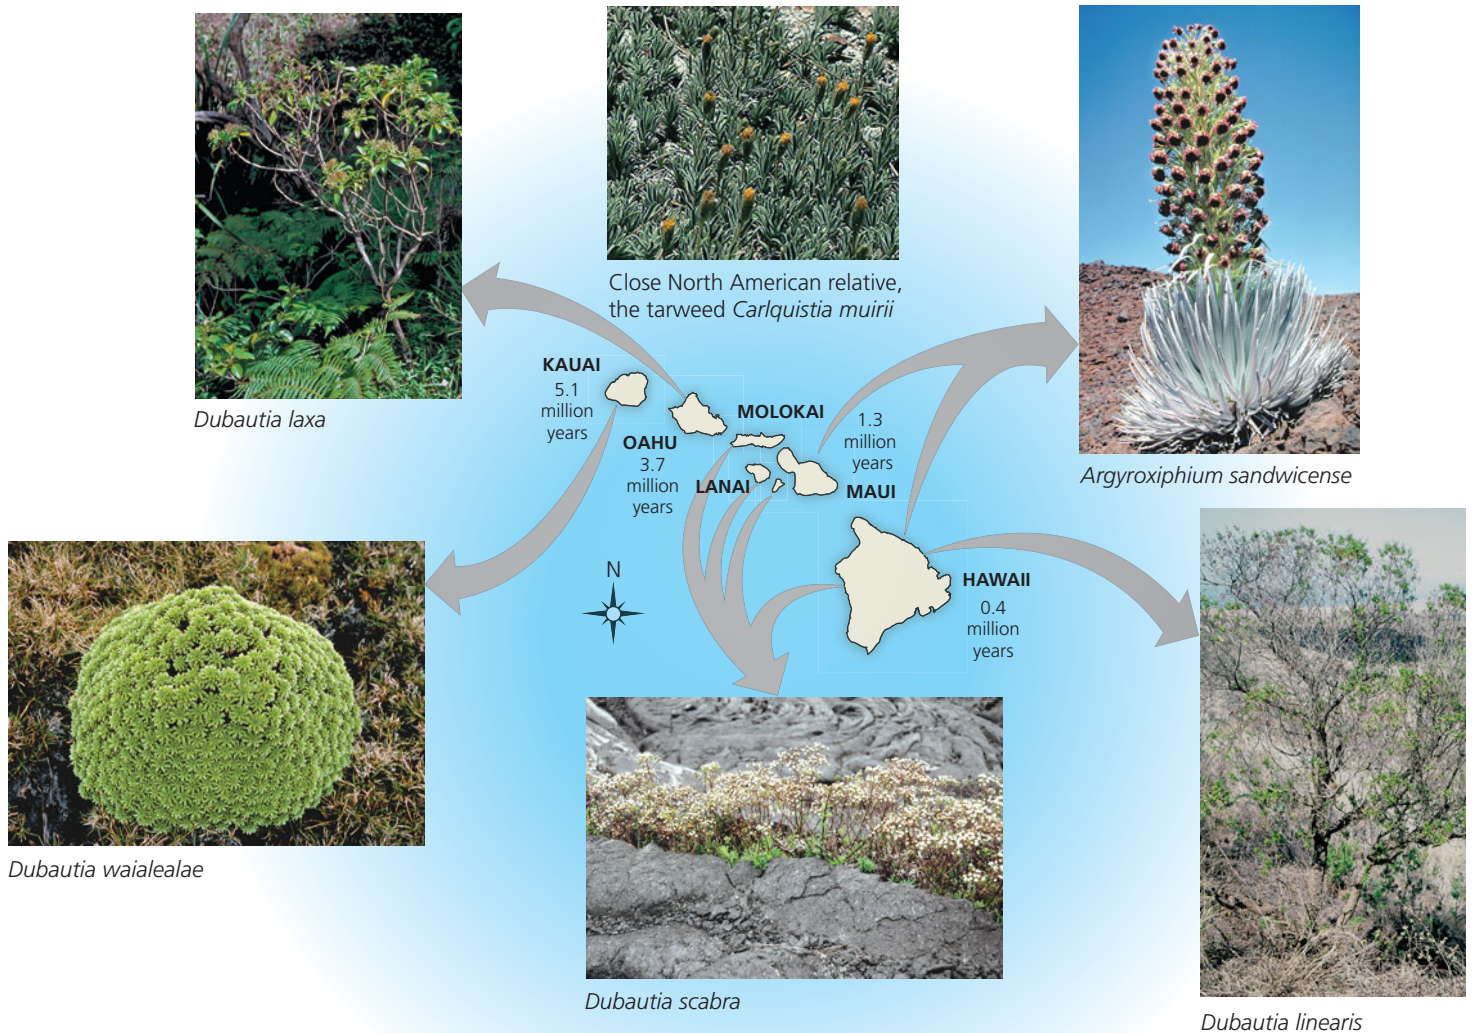 Close North American relative,
the tarweed Carlquistia muirii
Dubautia laxa
KAUAI
5.1
million
years
OAHU
3.7
million
years
MOLOKAI
1.3
million
years
LANAI
MAUI
Argyroxiphium sandwicense
N
HAWAII
0.4
million
years
Dubautia waialealae
Dubautia scabra
Dubautia linearis